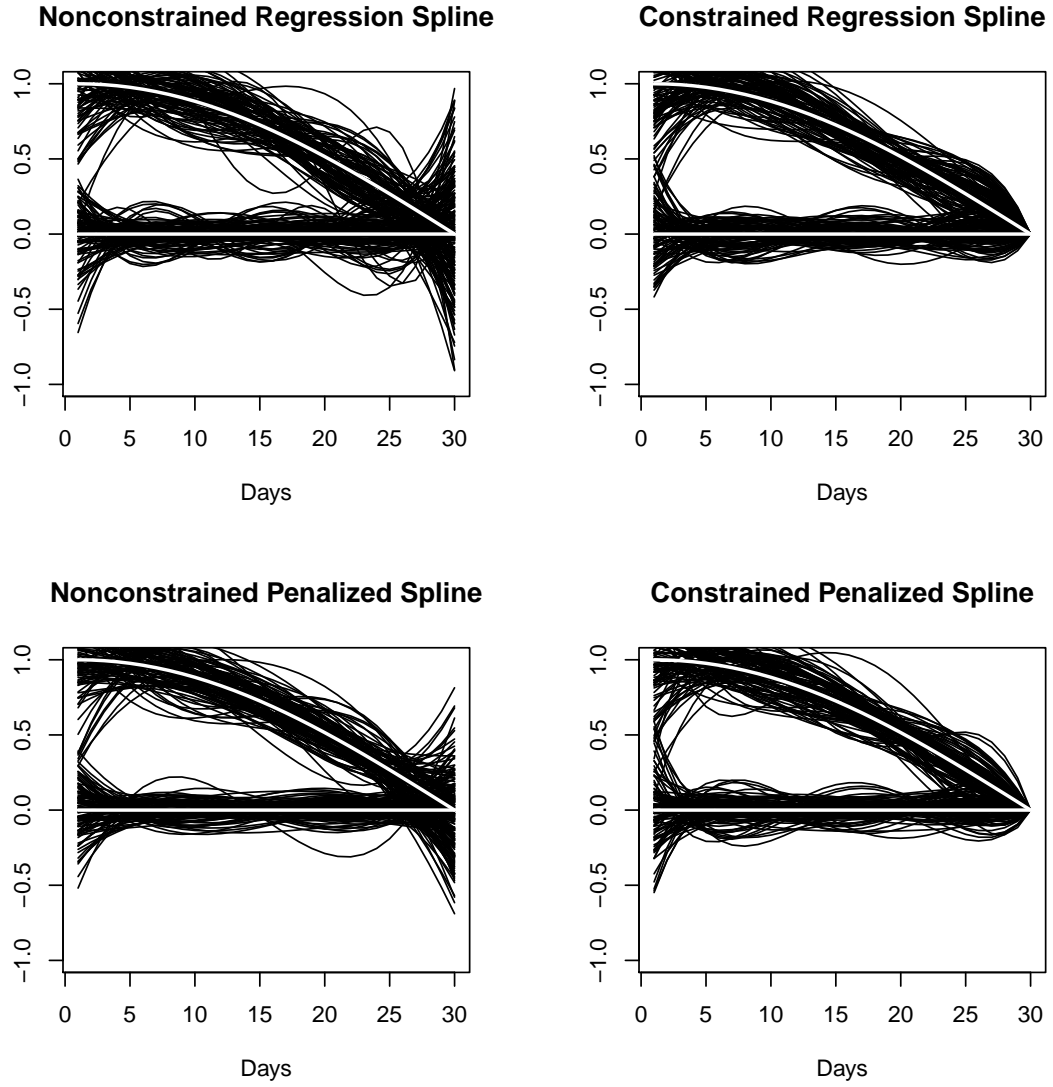 Nonconstrained Regression Spline
1.0
0.5
0.0
−0.5
−1.0
0 5 10 15 20 25 30
Days
Constrained Regression Spline
1.0
0.5
0.0
−0.5
−1.0
0 5 10 15 20 25 30
Days
Nonconstrained Penalized Spline
1.0
0.5
0.0
−0.5
−1.0
0 5 10 15 20 25 30
Days
Constrained Penalized Spline
1.0
0.5
0.0
−0.5
−1.0
0 5 10 15 20 25 30
Days